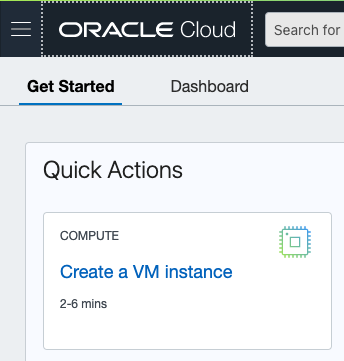 ORACLE Cloud
Search for
Get Started
Dashboard
Quick Actions
COMPUTE
Create a VM instance
2-6 mins